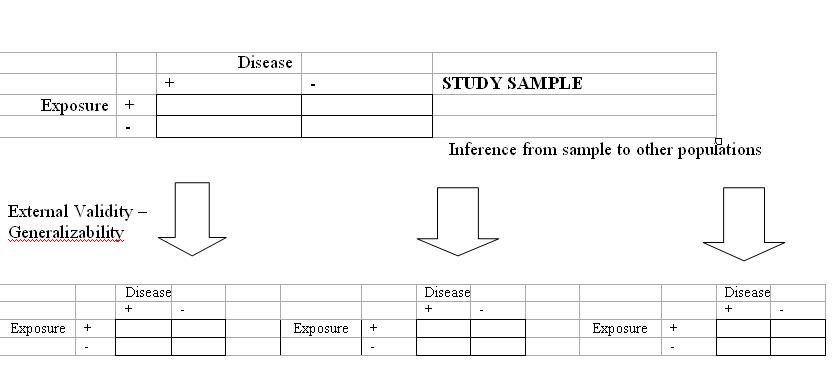 Disease
+ - STUDY SAMPLE
Exposure +
-
Inference from sample to other populations
External Validity –
Generalizability
Disease Disease Disease
+ - + - + -
Exposure + Exposure + Exposure +
- - -